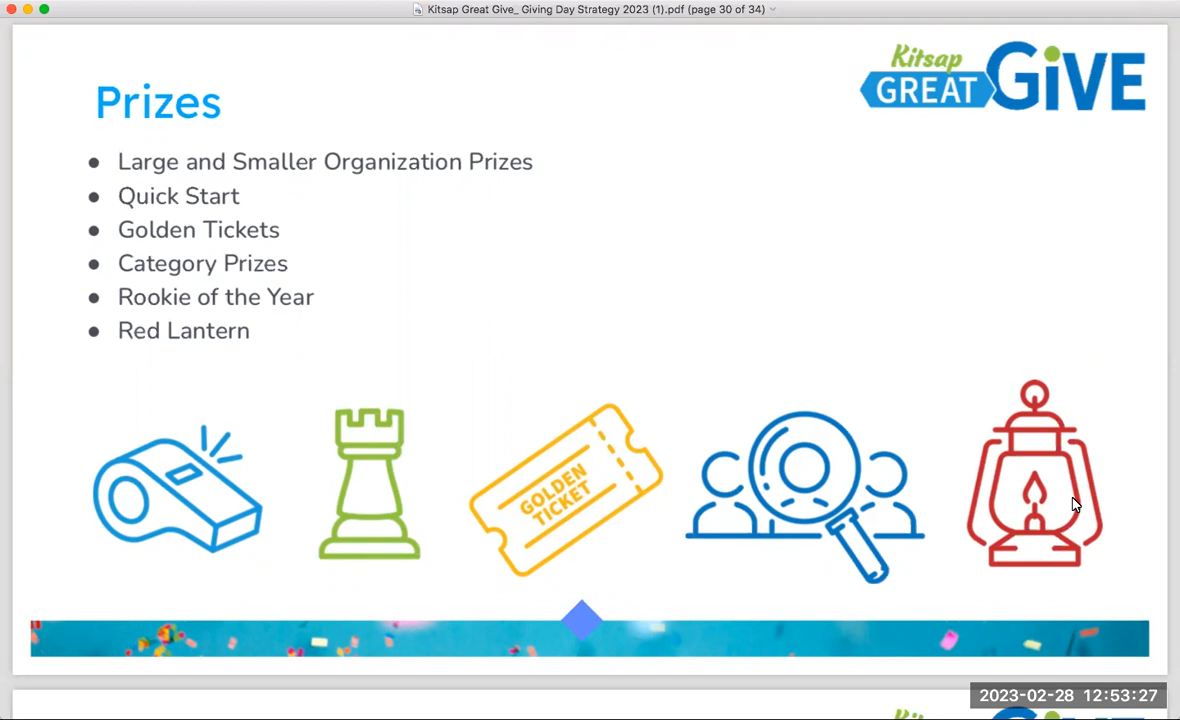 Kitsap Great Give_ Giving Day Strategy 2023 (1).pdf (page 30 of 34)
Kitsap
GREAT GiVE
Prizes
● Large and Smaller Organization Prizes
● Quick Start
● Golden Tickets
● Category Prizes
● Rookie of the Year
● Red Lantern
GOLDEN
TICKET
2023-02-28 12:53:27